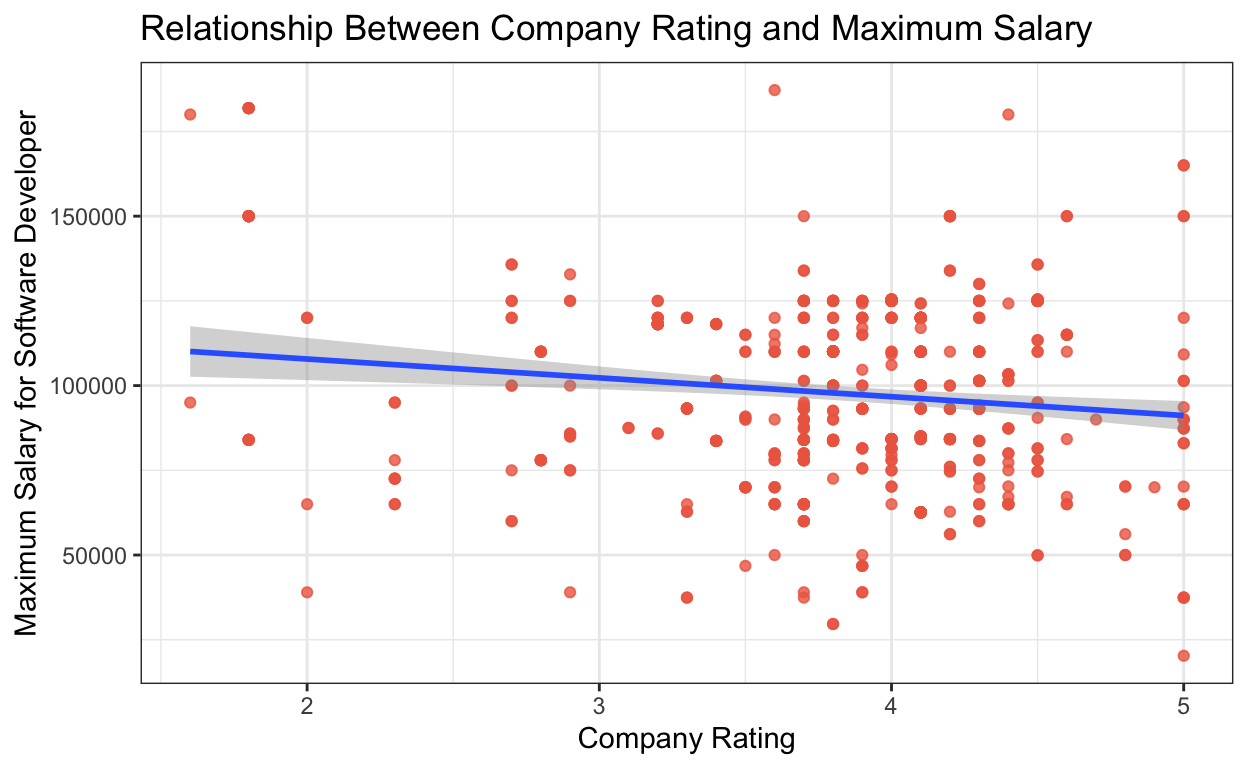 Relationship Between Company Rating and Maximum Salary
Maximum Salary for Software Developer
150000
100000
50000
2 3 4 5
Company Rating